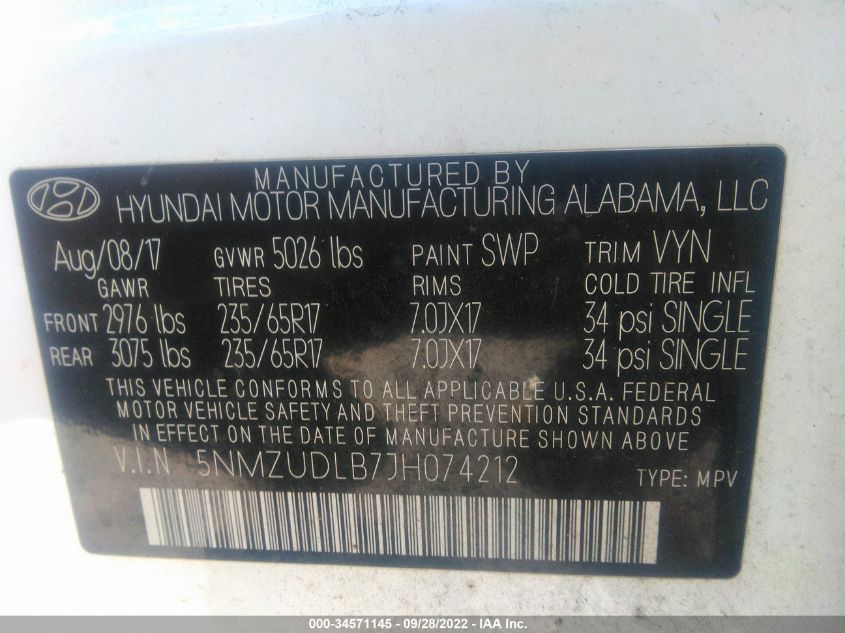 MANUFACTURED BY
HYUNDAI MOTOR MANUFACTURING ALABAMA, LLC
Aug/08/17 GVWR 5026 lbs PAINT SWP TRIM VYN
GAWR TIRES RIMS COLD TIRE INFL
FRONT 2976 lbs 235/65R17 7.0JX17 34 psi SINGLE
REAR 3075 lbs 235/65R17 7.0JX17 34 psi SINGLE
THIS VEHICLE CONFORMS TO ALL APPLICABLE U.S.A. FEDERAL
MOTOR VEHICLE SAFETY AND THEFT PREVENTION STANDARDS
IN EFFECT ON THE DATE OF MANUFACTURE SHOWN ABOVE.
V.I.N 5NMZUDLB7JH074212 TYPE: MPV
000-34571145 - 09/28/2022 - IAA Inc.